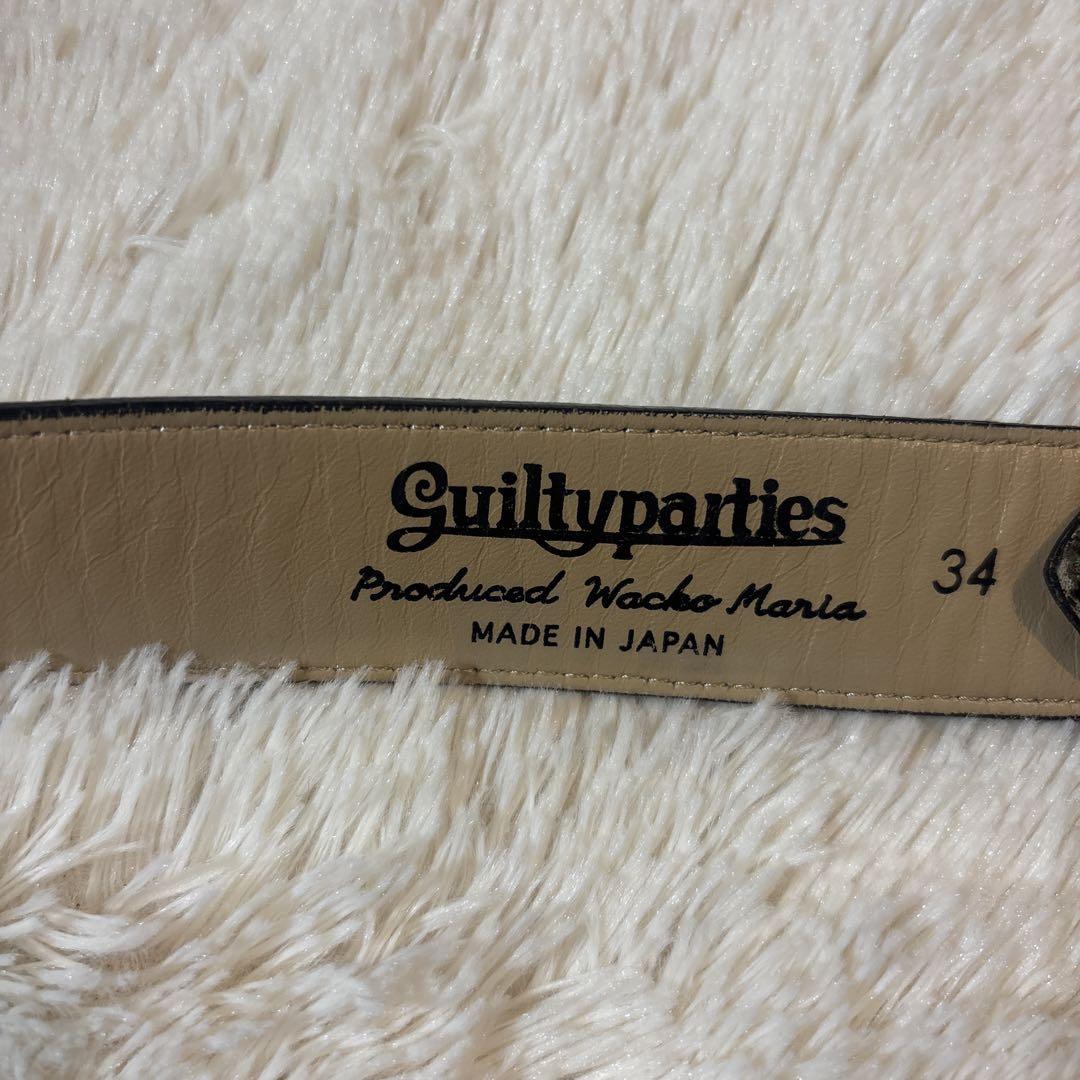 Guiltyparties
34
Produced Wacko Maria
MADE IN JAPAN